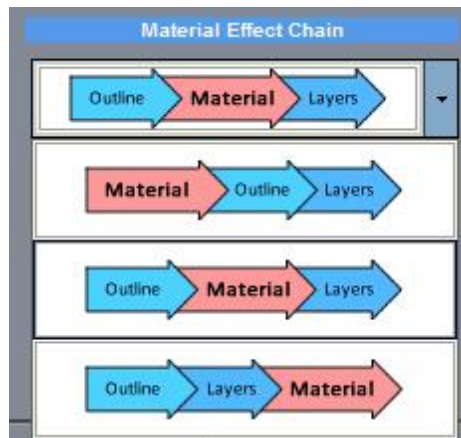 Material Effect Chain
Outline Material Layers
Material Outline Layers
Outline Material Layers
Outline Layers Material